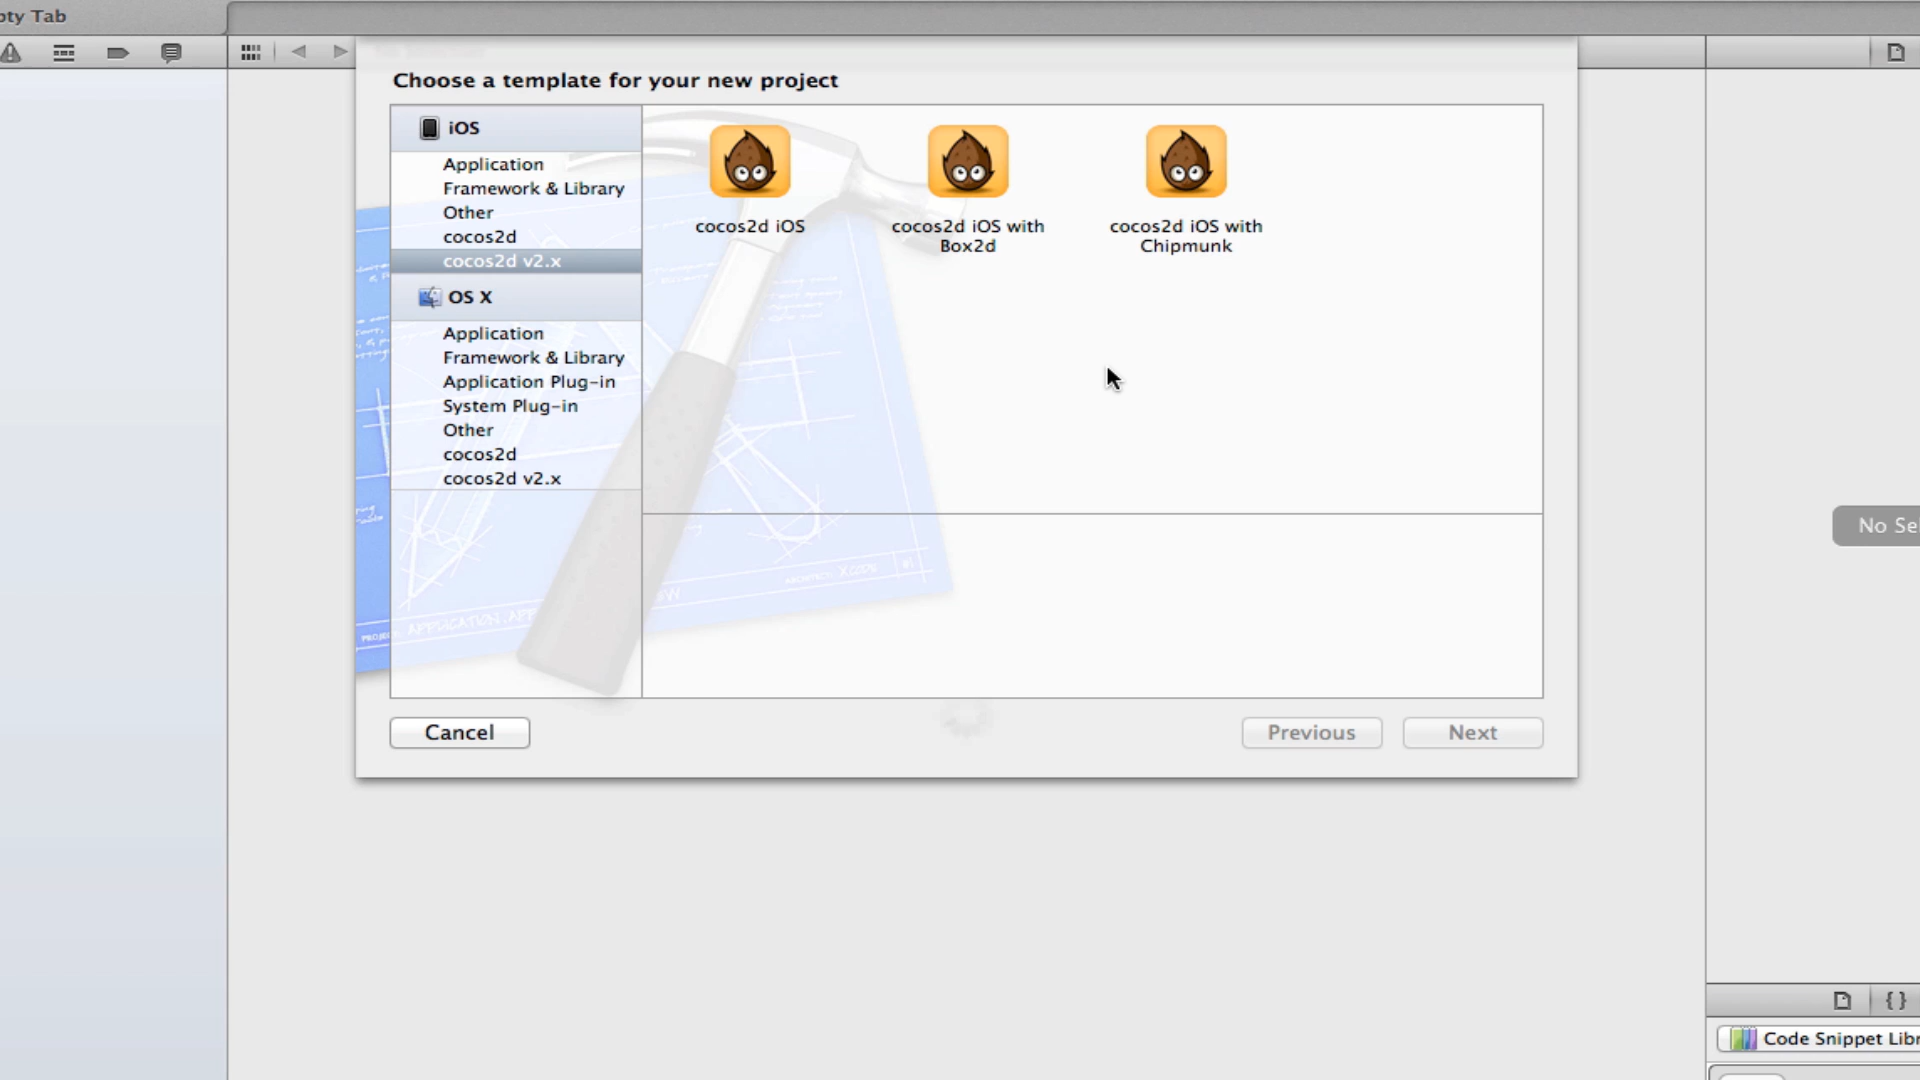 Tab
Choose a template for your new project
iOS
Application
Framework & Library
Other
cocos2d
cocos2d v2.x
OS X
Application
Framework & Library
Application Plug-in
System Plug-in
Other
cocos2d
cocos2d v2.x
cocos2d iOS
cocos2d iOS with
Box2d
cocos2d iOS with
Chipmunk
Cancel
Previous
Next
No Se
{ }
Code Snippet Libr